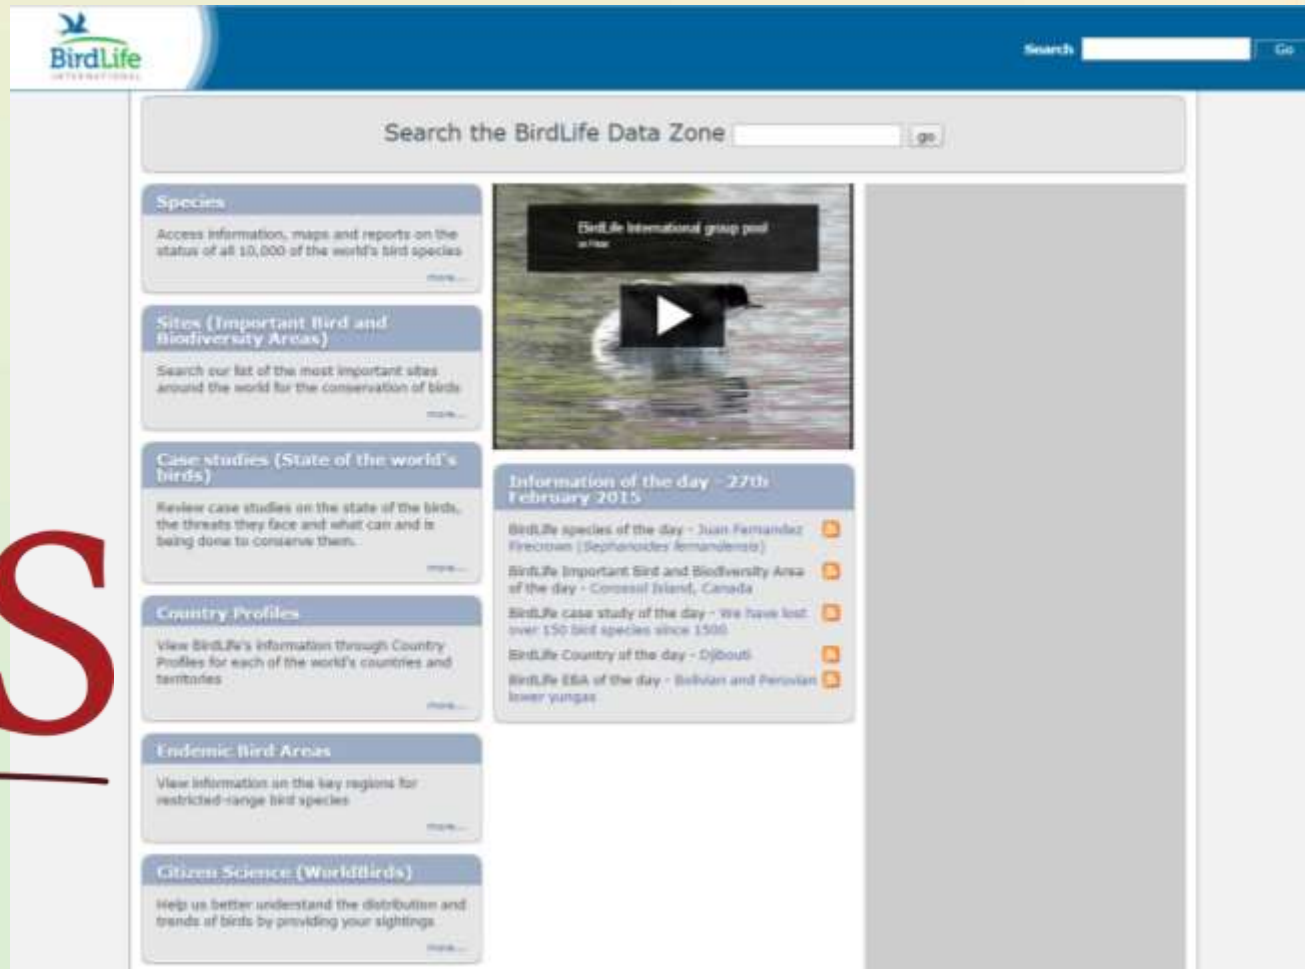 BirdLife
INTERNATIONAL
Search
Go
Search the BirdLife Data Zone
go
Species
Access information, maps and reports on the
status of all 10,000 of the world's bird species
more...
Sites (Important Bird and
Biodiversity Areas)
Search our list of the most important sites
around the world for the conservation of birds
more...
Case studies (State of the world's
birds)
Review case studies on the state of the birds,
the threats they face and what can and is
being done to conserve them.
more...
Country Profiles
View BirdLife's information through Country
Profiles for each of the world's countries and
territories
more...
Endemic Bird Areas
View information on the key regions for
restricted-range bird species
more...
Citizen Science (WorldBirds)
Help us better understand the distribution and
trends of birds by providing your sightings
more...
BirdLife International group pool
Information of the day - 27th
February 2015
BirdLife species of the day - Juan Fernandez
Firecrown (Sephanoides fernandensis)
BirdLife Important Bird and Biodiversity Area
of the day - Corossol Island, Canada
BirdLife case study of the day - We have lost
over 150 bird species since 1500
BirdLife Country of the day - Djibouti
BirdLife EBA of the day - Bolivian and Peruvian
lower yungas
S